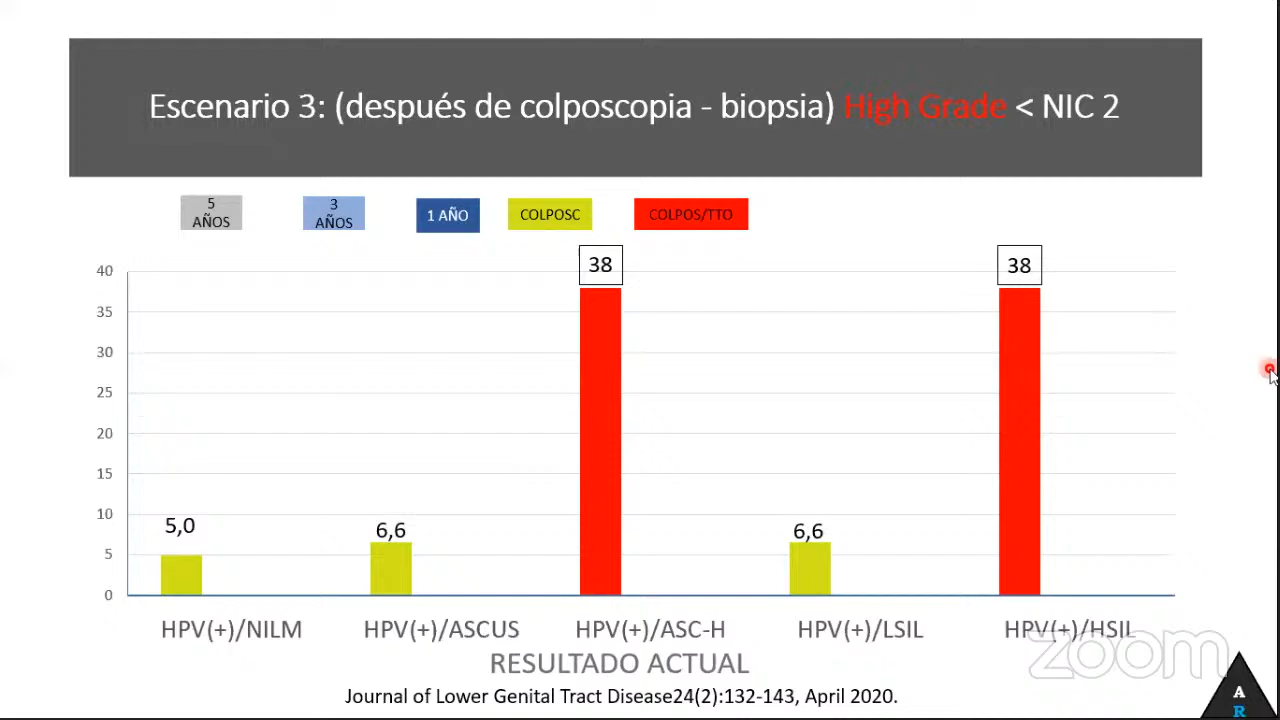 Escenario 3: (después de colposcopia - biopsia) High Grade < NIC 2
5
AÑOS
3
AÑOS
1 AÑO
COLPOSC
COLPOS/TTO
40
35
30
25
20
15
10
5
0
5,0
6,6
38
6,6
38
HPV(+)/NILM
HPV(+)/ASCUS
HPV(+)/ASC-H
HPV(+)/LSIL
HPV(+)/HSIL
RESULTADO ACTUAL
Journal of Lower Genital Tract Disease24(2):132-143, April 2020.
zoom
A
R